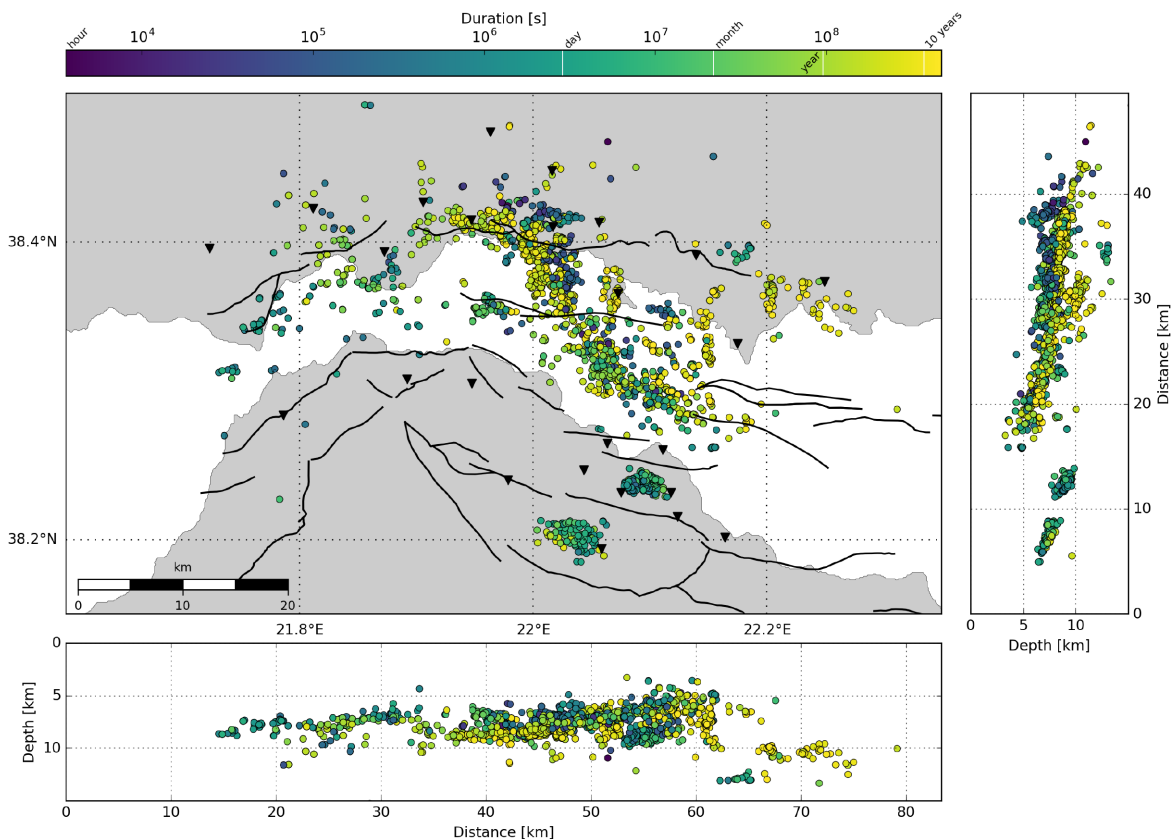 Duration [s]
hour 10^4 10^5 10^6 day 10^7 month year 10^8 10 years
38.4°N
38.2°N
km
0 10 20
21.8°E 22°E 22.2°E
40
30
20
10
0
Distance [km]
0 5 10
Depth [km]
0
5
10
Depth [km]
0 10 20 30 40 50 60 70 80
Distance [km]